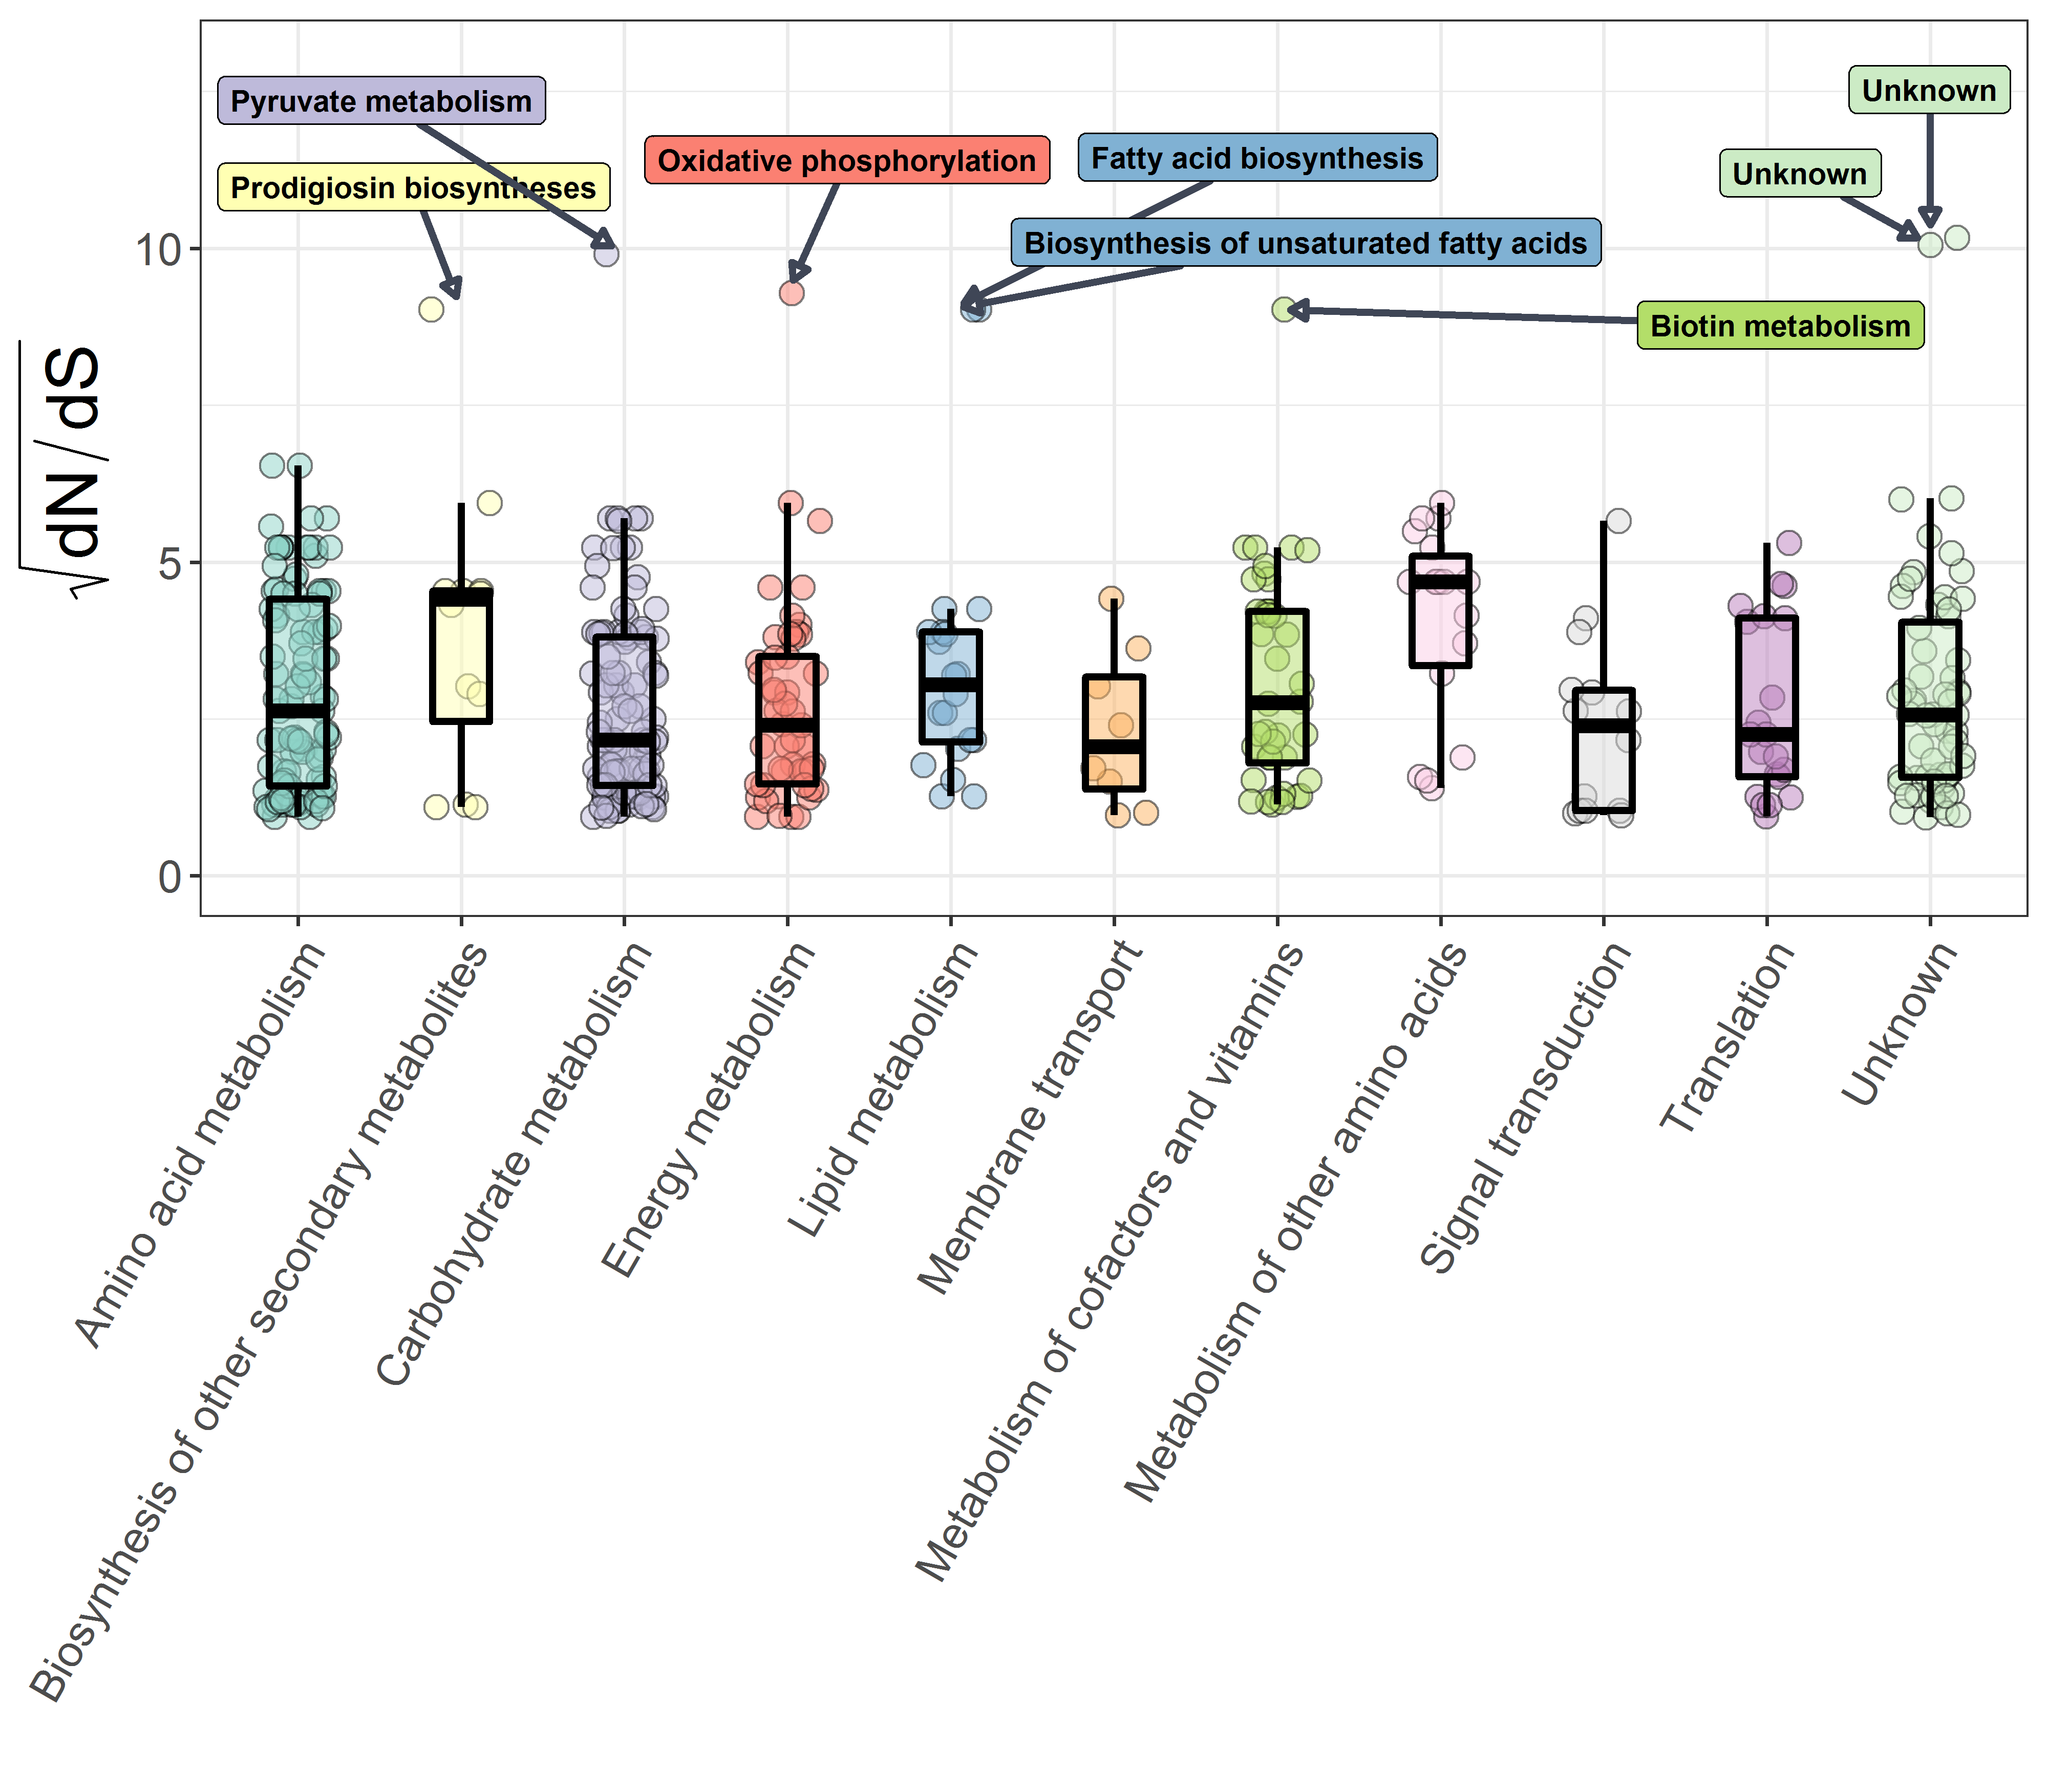 Pyruvate metabolism
Prodigiosin biosyntheses
Oxidative phosphorylation
Fatty acid biosynthesis
Biosynthesis of unsaturated fatty acids
Unknown
Unknown
Biotin metabolism
√dN / dS
10
5
0
Amino acid metabolism
Biosynthesis of other secondary metabolites
Carbohydrate metabolism
Energy metabolism
Lipid metabolism
Membrane transport
Metabolism of cofactors and vitamins
Metabolism of other amino acids
Signal transduction
Translation
Unknown